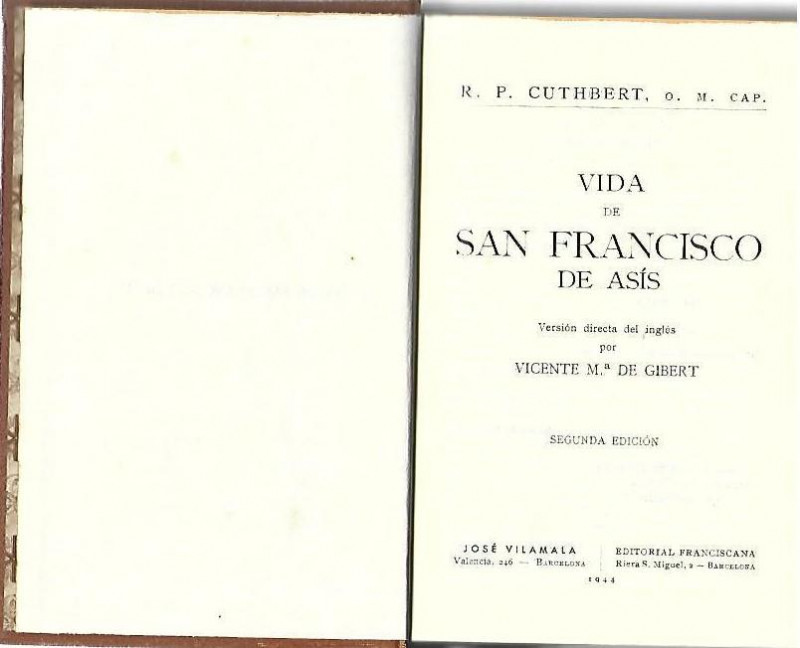 R. P. CUTHBERT, O. M. CAP.
VIDA
DE
SAN FRANCISCO
DE ASÍS
Versión directa del inglés
por
VICENTE M.ª DE GIBERT
SEGUNDA EDICIÓN
JOSÉ VILAMALA
Valencia, 246 — BARCELONA
EDITORIAL FRANCISCANA
Riera S. Miguel, 2 — BARCELONA
1944